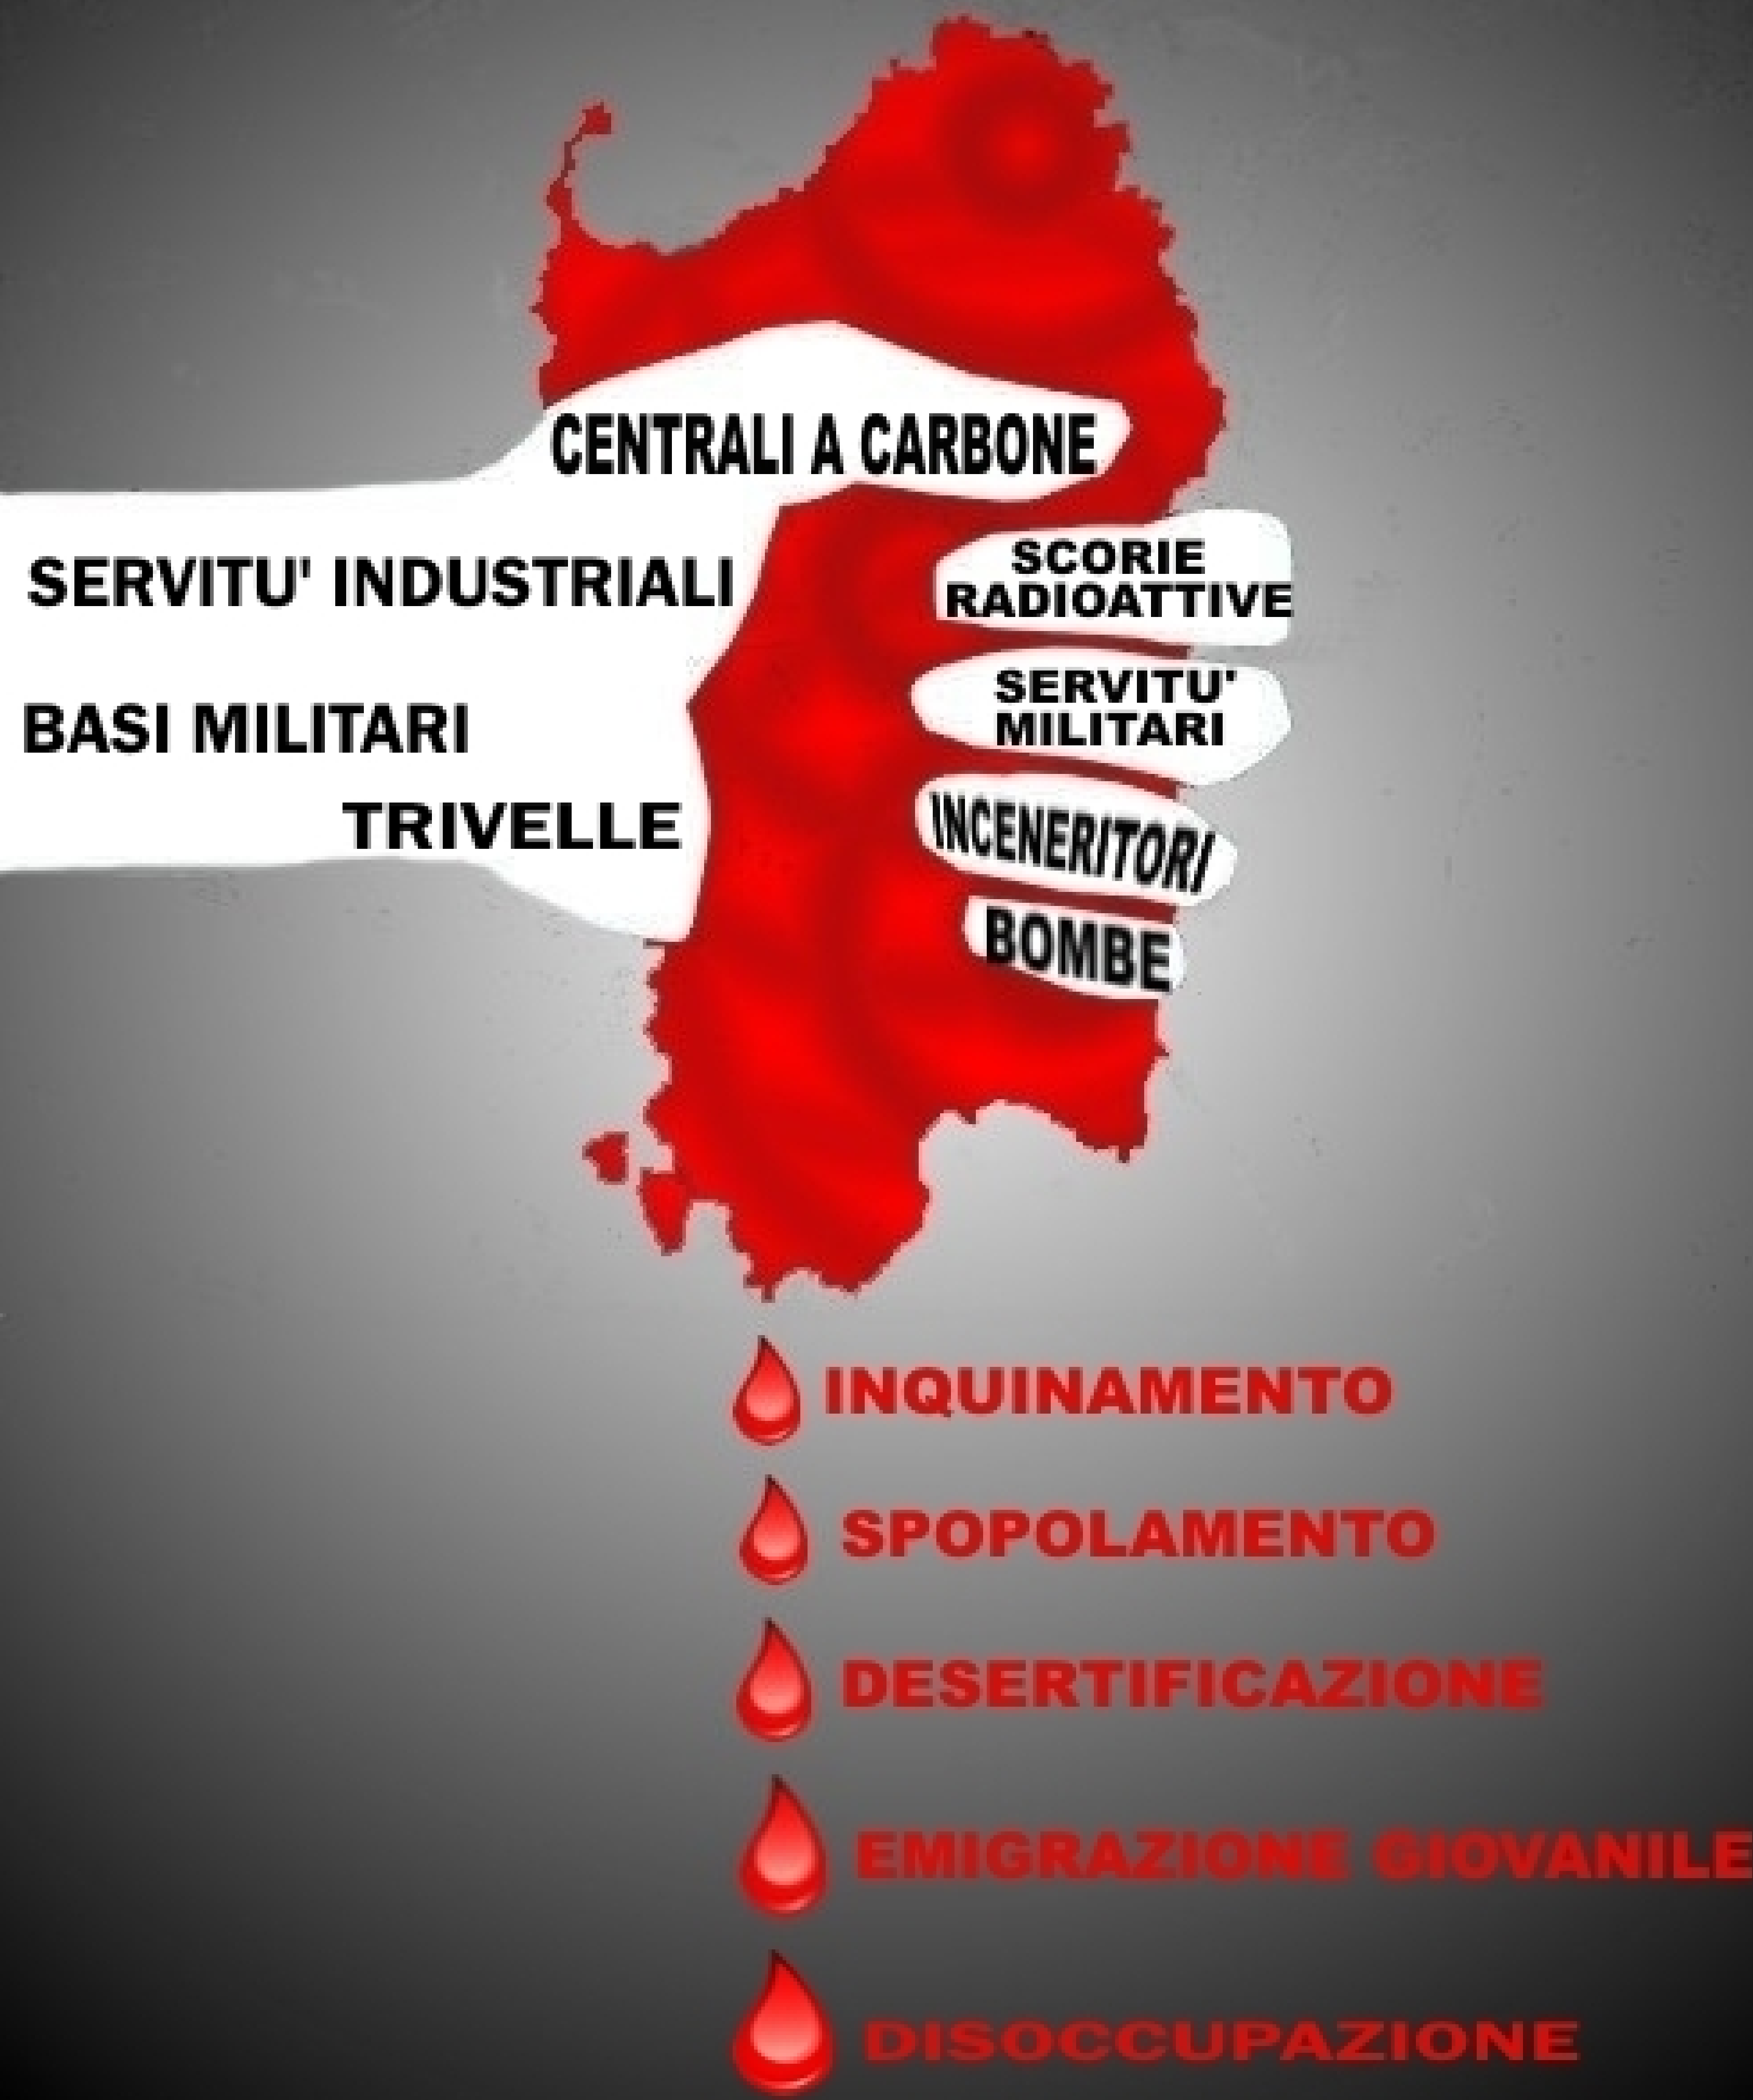 CENTRALI A CARBONE
SERVITU' INDUSTRIALI
BASI MILITARI
TRIVELLE
SCORIE
RADIOATTIVE
SERVITU'
MILITARI
INCENERITORI
BOMBE
INQUINAMENTO
SPOPOLAMENTO
DESERTIFICAZIONE
EMIGRAZIONE GIOVANILE
DISOCCUPAZIONE